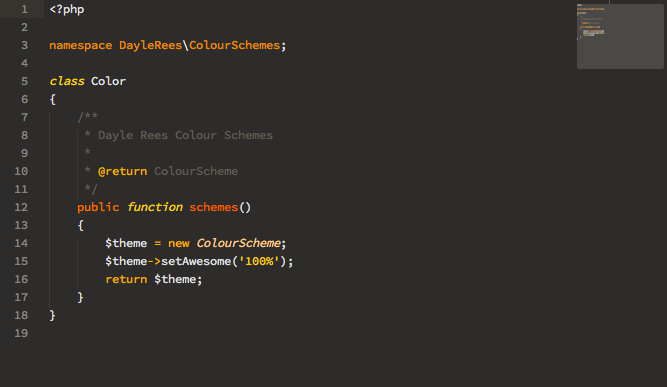 1 <?php
2
3 namespace DayleRees\ColourSchemes;
4
5 class Color
6 {
7     /**
8      * Dayle Rees Colour Schemes
9      *
10      * @return ColourScheme
11      */
12     public function schemes()
13     {
14         $theme = new ColourScheme;
15         $theme->setAwesome('100%');
16         return $theme;
17     }
18 }
19